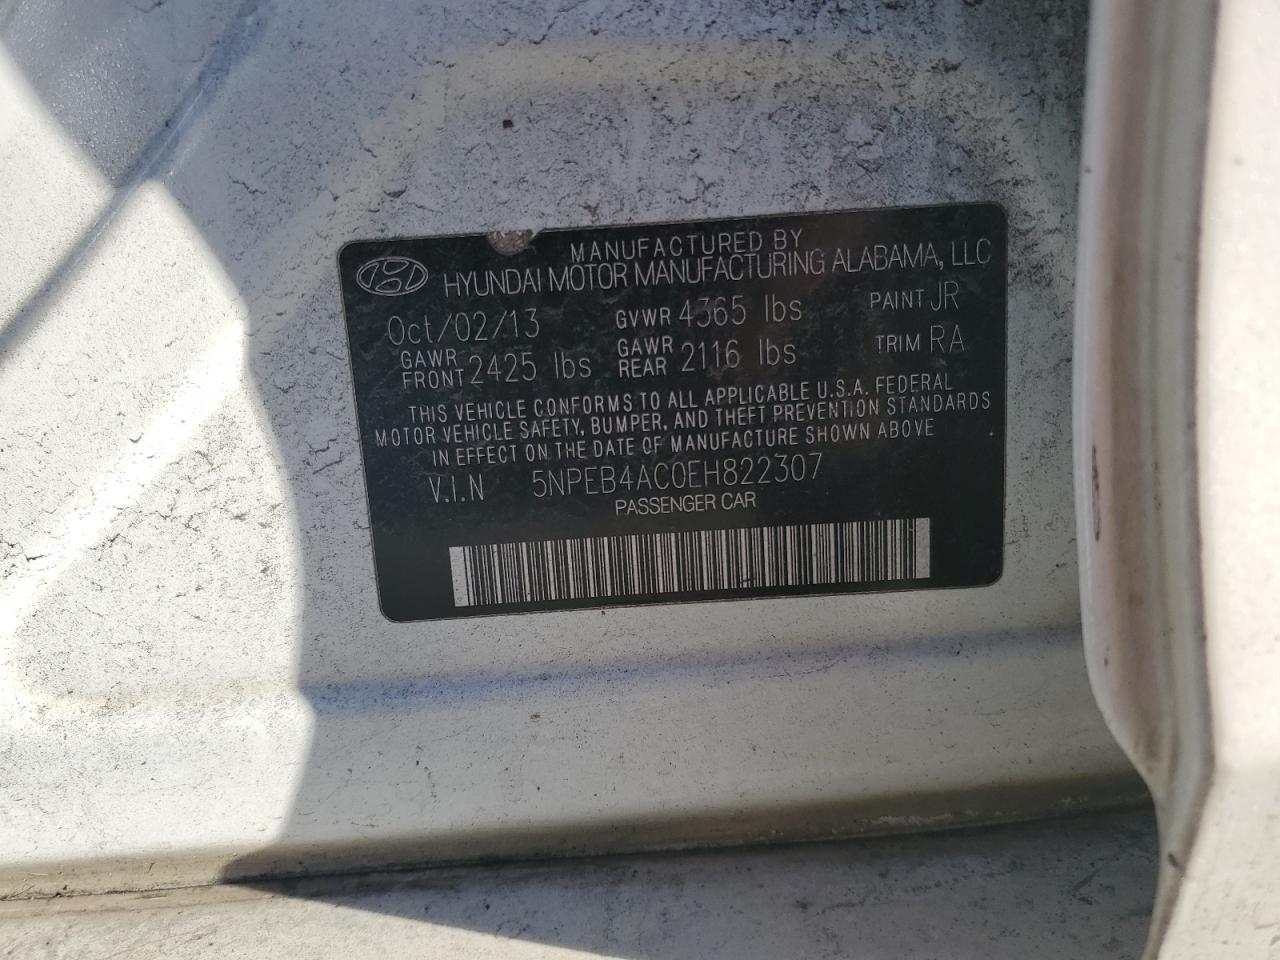 MANUFACTURED BY
HYUNDAI MOTOR MANUFACTURING ALABAMA, LLC
Oct/02/13 GVWR 4365 lbs PAINT JR
GAWR FRONT 2425 lbs GAWR REAR 2116 lbs TRIM RA
THIS VEHICLE CONFORMS TO ALL APPLICABLE U.S.A. FEDERAL
MOTOR VEHICLE SAFETY, BUMPER, AND THEFT PREVENTION STANDARDS
IN EFFECT ON THE DATE OF MANUFACTURE SHOWN ABOVE
V.I.N 5NPEB4AC0EH822307
PASSENGER CAR